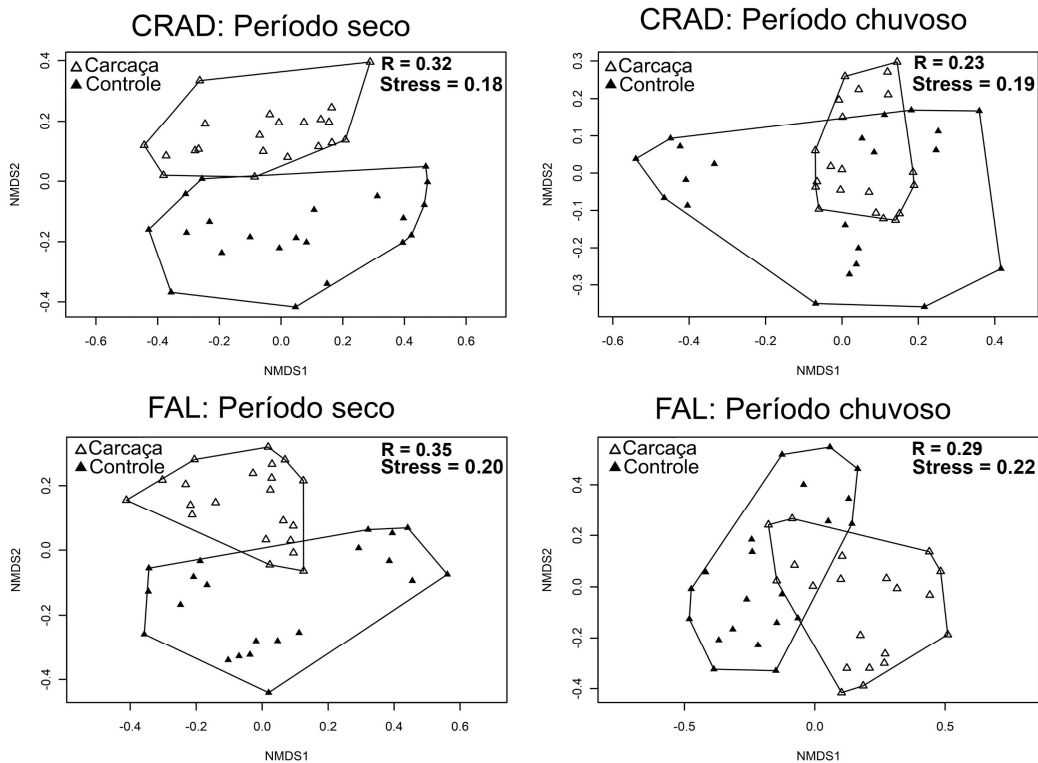 CRAD: Período seco
△ Carcaça
▲ Controle
R = 0.32
Stress = 0.18
NMDS2
0.4
0.2
0.0
-0.2
-0.4
-0.6
-0.4
-0.2
0.0
0.2
0.4
0.6
NMDS1
CRAD: Período chuvoso
△ Carcaça
▲ Controle
R = 0.23
Stress = 0.19
NMDS2
0.3
0.2
0.1
0.0
-0.1
-0.2
-0.3
-0.6
-0.4
-0.2
0.0
0.2
0.4
NMDS1
FAL: Período seco
△ Carcaça
▲ Controle
R = 0.35
Stress = 0.20
NMDS2
0.2
0.0
-0.2
-0.4
-0.4
-0.2
0.0
0.2
0.4
0.6
NMDS1
FAL: Período chuvoso
△ Carcaça
▲ Controle
R = 0.29
Stress = 0.22
NMDS2
0.4
0.2
0.0
-0.2
-0.4
-0.5
0.0
0.5
NMDS1